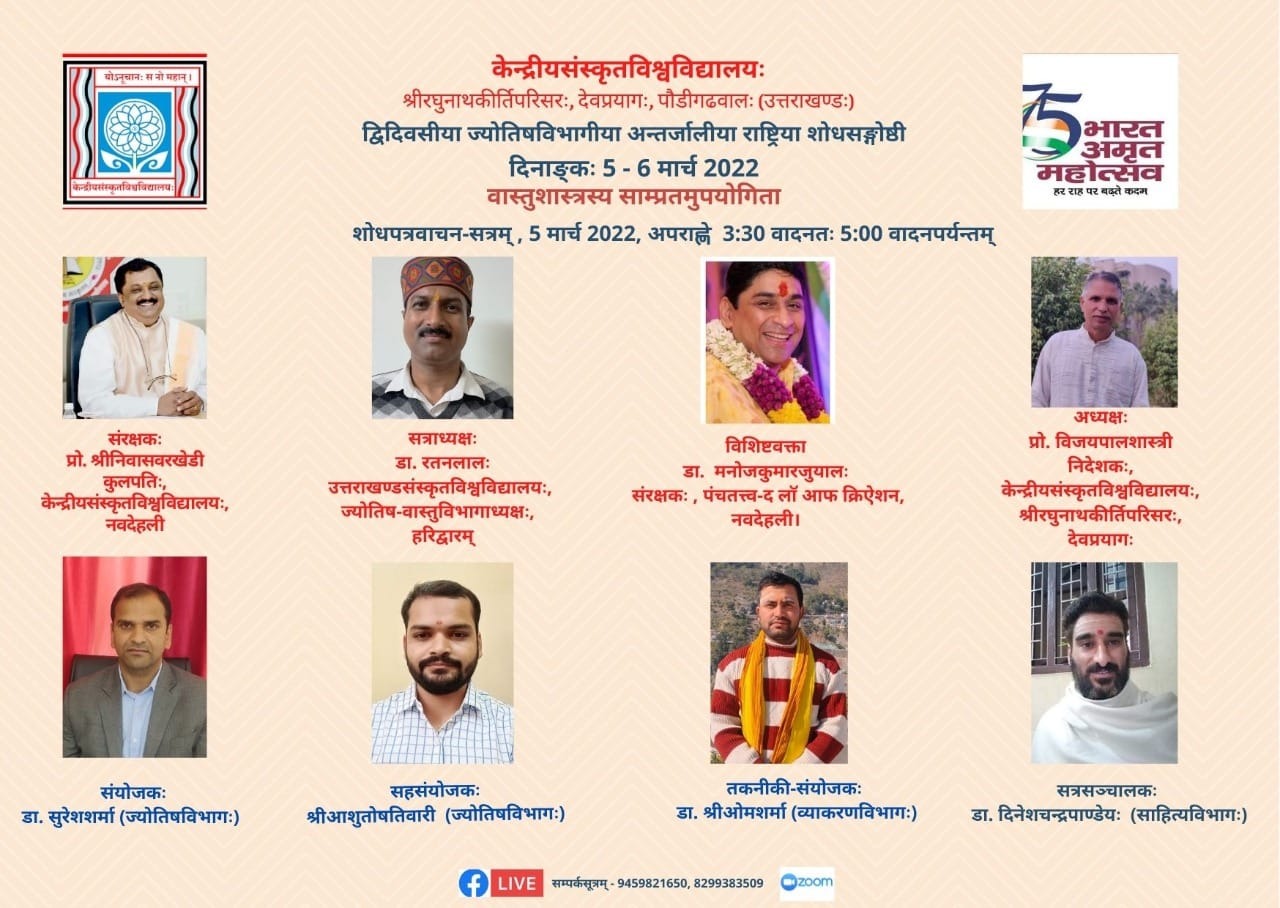 योऽनूचानः स नो महान् ।
केन्द्रीयसंस्कृतविश्वविद्यालयः
केन्द्रीयसंस्कृतविश्वविद्यालयः
श्रीरघुनाथकीर्तिपरिसरः, देवप्रयागः, पौडीगढवालः (उत्तराखण्डः)
द्विदिवसीया ज्योतिषविभागीया अन्तर्जालीया राष्ट्रिया शोधसङ्गोष्ठी
दिनाङ्कः 5 - 6 मार्च 2022
वास्तुशास्त्रस्य साम्प्रतमुपयोगिता
शोधपत्रवाचन-सत्रम् , 5 मार्च 2022, अपराह्णे 3:30 वादनतः 5:00 वादनपर्यन्तम्
75
भारत
अमृत
महोत्सव
हर राह पर बढ़ते कदम
संरक्षकः
प्रो. श्रीनिवासवरखेडी
कुलपतिः,
केन्द्रीयसंस्कृतविश्वविद्यालयः,
नवदेहली
सत्राध्यक्षः
डा. रतनलालः
उत्तराखण्डसंस्कृतविश्वविद्यालयः,
ज्योतिष-वास्तुविभागाध्यक्षः,
हरिद्वारम्
विशिष्टवक्ता
डा. मनोजकुमारजुयालः
संरक्षकः , पंचतत्त्व-द लॉ आफ क्रिऐशन,
नवदेहली।
अध्यक्षः
प्रो. विजयपालशास्त्री
निदेशकः,
केन्द्रीयसंस्कृतविश्वविद्यालयः,
श्रीरघुनाथकीर्तिपरिसरः,
देवप्रयागः
संयोजकः
डा. सुरेशशर्मा (ज्योतिषविभागः)
सहसंयोजकः
श्रीआशुतोषतिवारी (ज्योतिषविभागः)
तकनीकी-संयोजकः
डा. श्रीओमशर्मा (व्याकरणविभागः)
सत्रसञ्चालकः
डा. दिनेशचन्द्रपाण्डेयः (साहित्यविभागः)
LIVE सम्पर्कसूत्रम् - 9459821650, 8299383509 zoom